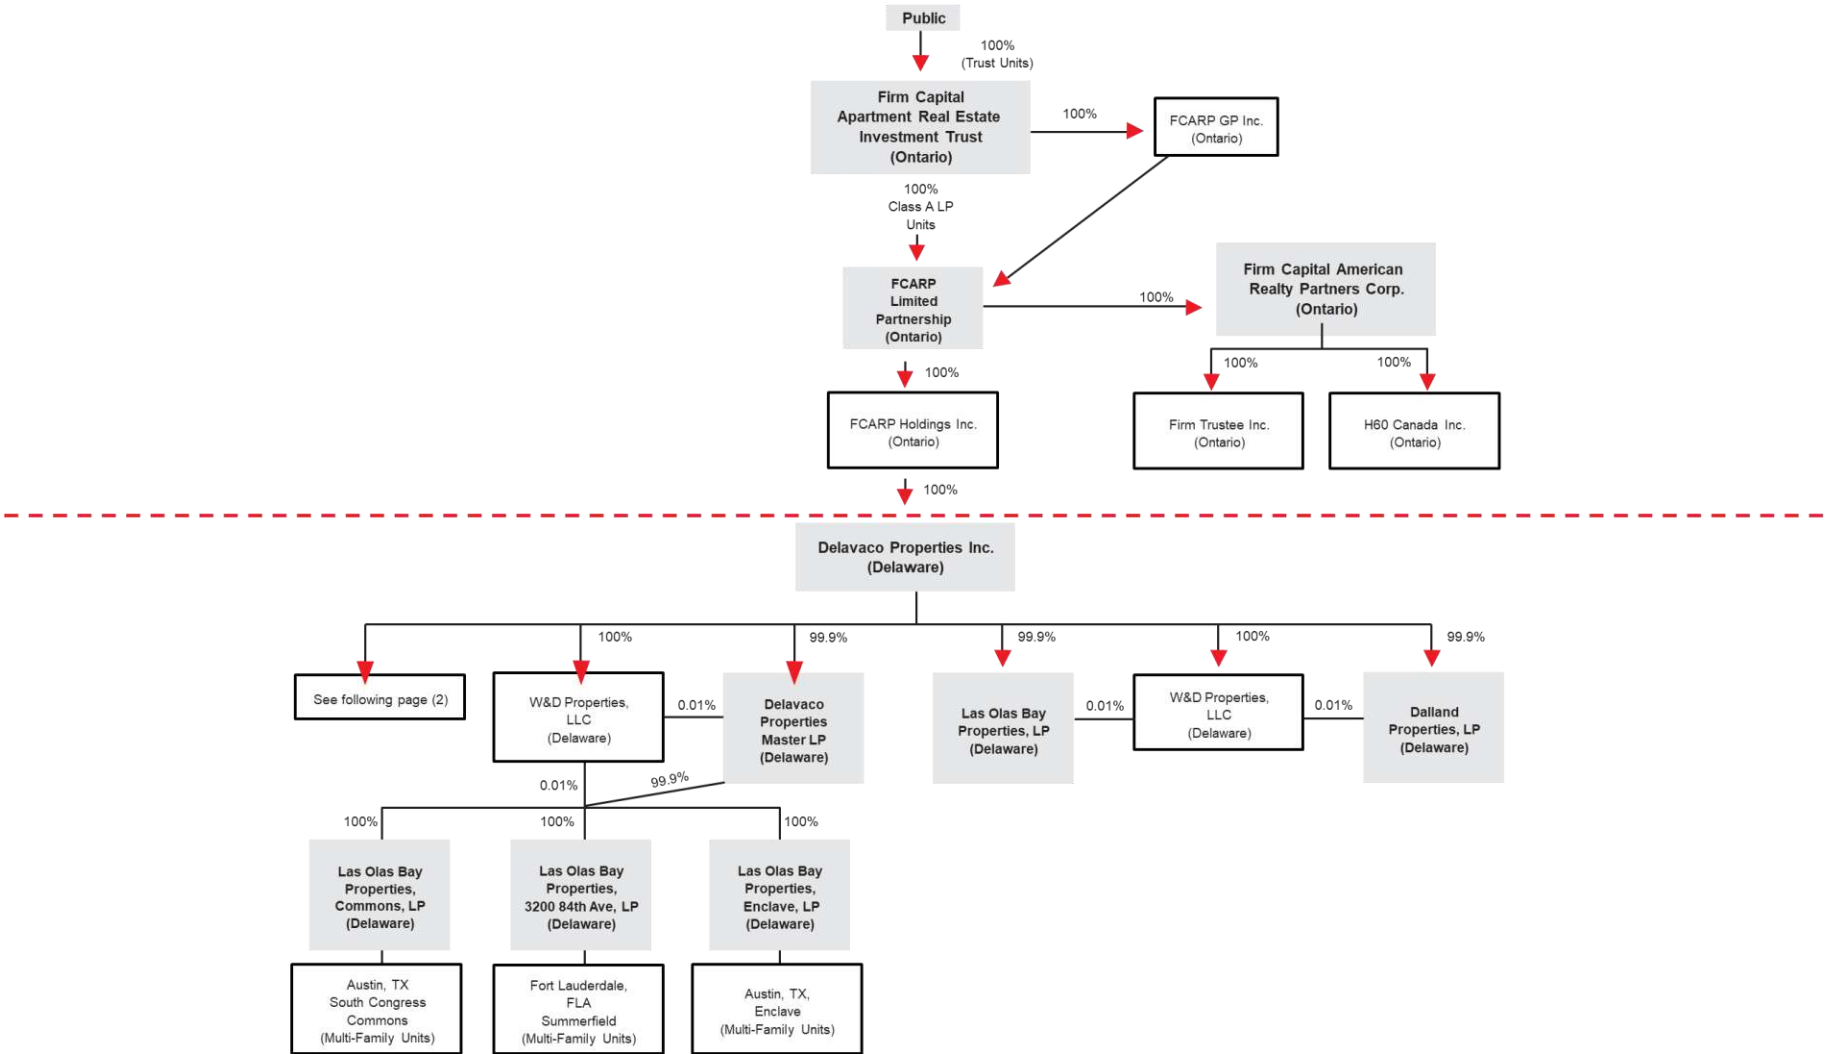 Public
100%
(Trust Units)
Firm Capital
Apartment Real Estate
Investment Trust
(Ontario)
100%
FCARP GP Inc.
(Ontario)
100%
Class A LP
Units
FCARP
Limited
Partnership
(Ontario)
100%
Firm Capital American
Realty Partners Corp.
(Ontario)
100%
100%
100%
FCARP Holdings Inc.
(Ontario)
Firm Trustee Inc.
(Ontario)
H60 Canada Inc.
(Ontario)
100%
Delavaco Properties Inc.
(Delaware)
100%
99.9%
99.9%
100%
99.9%
See following page (2)
W&D Properties,
LLC
(Delaware)
0.01%
Delavaco
Properties
Master LP
(Delaware)
Las Olas Bay
Properties, LP
(Delaware)
0.01%
W&D Properties,
LLC
(Delaware)
0.01%
Dalland
Properties, LP
(Delaware)
0.01%
99.9%
100%
100%
100%
Las Olas Bay
Properties,
Commons, LP
(Delaware)
Las Olas Bay
Properties,
3200 84th Ave, LP
(Delaware)
Las Olas Bay
Properties,
Enclave, LP
(Delaware)
Austin, TX
South Congress
Commons
(Multi-Family Units)
Fort Lauderdale,
FLA
Summerfield
(Multi-Family Units)
Austin, TX,
Enclave
(Multi-Family Units)